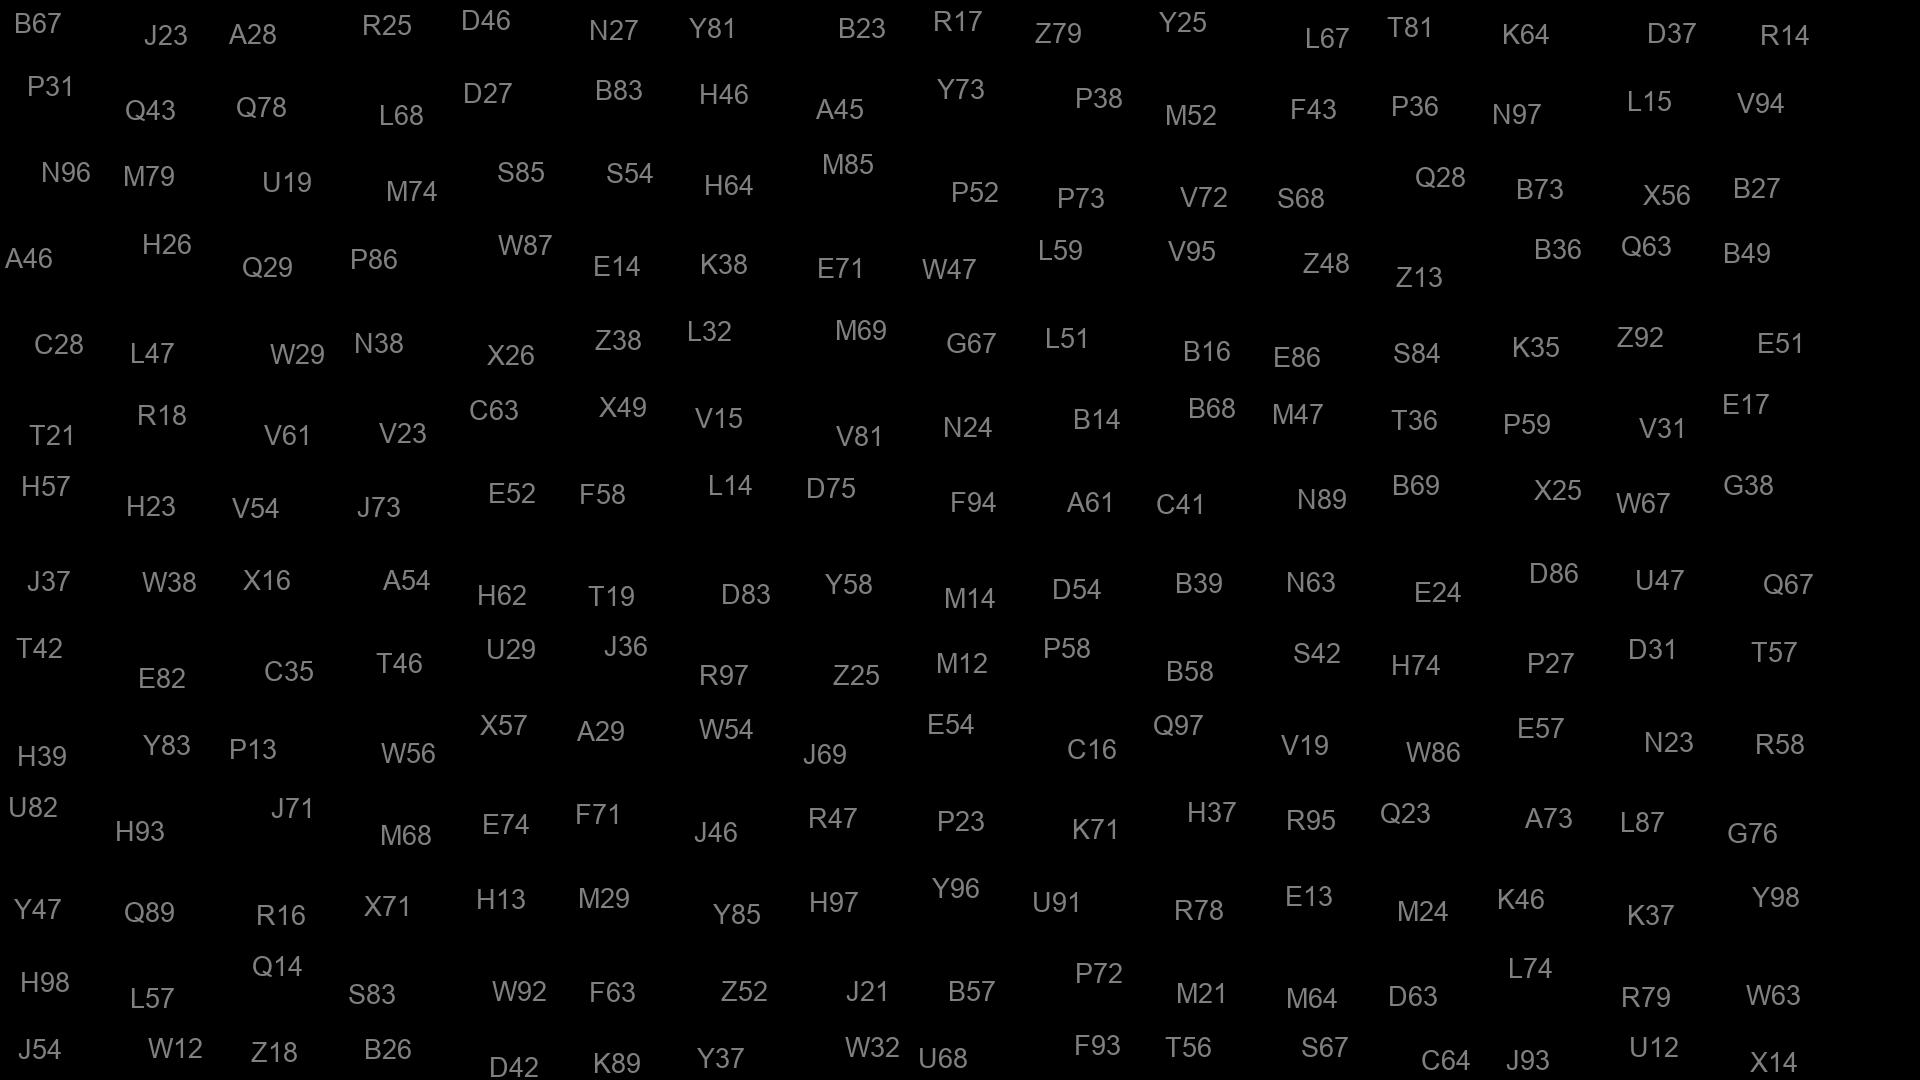 B67 J23 A28 R25 D46 N27 Y81 B23 R17 Z79 Y25 L67 T81 K64 D37 R14
P31 Q43 Q78 L68 D27 B83 H46 A45 Y73 P38 M52 F43 P36 N97 L15 V94
N96 M79 U19 M74 S85 S54 H64 M85 P52 P73 V72 S68 Q28 B73 X56 B27
A46 H26 Q29 P86 W87 E14 K38 E71 W47 L59 V95 Z48 Z13 B36 Q63 B49
C28 L47 W29 N38 X26 Z38 L32 M69 G67 L51 B16 E86 S84 K35 Z92 E51
T21 R18 V61 V23 C63 X49 V15 V81 N24 B14 B68 M47 T36 P59 V31 E17
H57 H23 V54 J73 E52 F58 L14 D75 F94 A61 C41 N89 B69 X25 W67 G38
J37 W38 X16 A54 H62 T19 D83 Y58 M14 D54 B39 N63 E24 D86 U47 Q67
T42 E82 C35 T46 U29 J36 R97 Z25 M12 P58 B58 S42 H74 P27 D31 T57
H39 Y83 P13 W56 X57 A29 W54 J69 E54 C16 Q97 V19 W86 E57 N23 R58
U82 H93 J71 M68 E74 F71 J46 R47 P23 K71 H37 R95 Q23 A73 L87 G76
Y47 Q89 R16 X71 H13 M29 Y85 H97 Y96 U91 R78 E13 M24 K46 K37 Y98
H98 L57 Q14 S83 W92 F63 Z52 J21 B57 P72 M21 M64 D63 L74 R79 W63
J54 W12 Z18 B26 D42 K89 Y37 W32 U68 F93 T56 S67 C64 J93 U12 X14